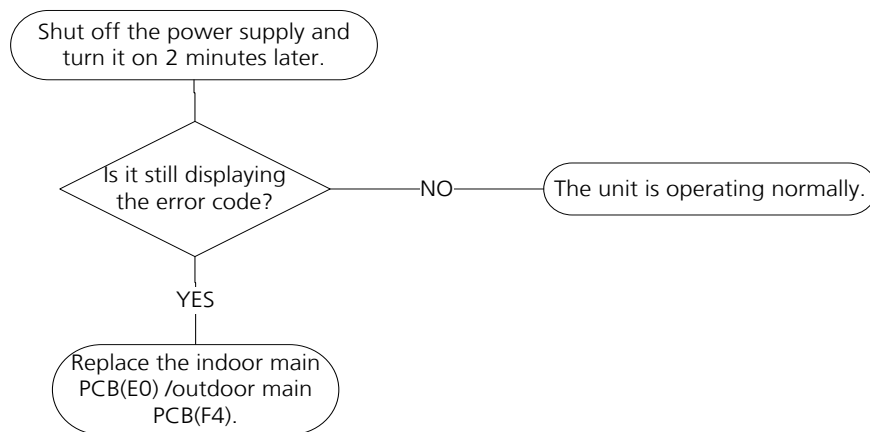 Shut off the power supply and
turn it on 2 minutes later.
Is it still displaying
the error code?
NO
The unit is operating normally.
YES
Replace the indoor main
PCB(E0) /outdoor main
PCB(F4).